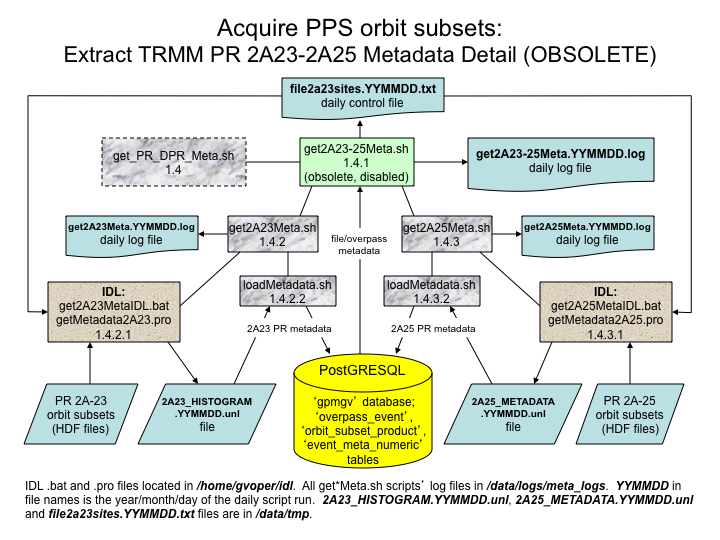 Acquire PPS orbit subsets:
Extract TRMM PR 2A23-2A25 Metadata Detail (OBSOLETE)
file2a23sites.YYMMDD.txt
daily control file
get_PR_DPR_Meta.sh
1.4
get2A23-25Meta.sh
1.4.1
(obsolete, disabled)
get2A23-25Meta.YYMMDD.log
daily log file
get2A23Meta.YYMMDD.log
daily log file
get2A23Meta.sh
1.4.2
file/overpass
metadata
get2A25Meta.sh
1.4.3
get2A25Meta.YYMMDD.log
daily log file
IDL:
get2A23MetaIDL.bat
getMetadata2A23.pro
1.4.2.1
loadMetadata.sh
1.4.2.2
loadMetadata.sh
1.4.3.2
IDL:
get2A25MetaIDL.bat
getMetadata2A25.pro
1.4.3.1
2A23 PR metadata
2A25 PR metadata
PR 2A-23
orbit subsets
(HDF files)
2A23_HISTOGRAM
.YYMMDD.unl
file
PostGRESQL
‘gpmgv’ database;
‘overpass_event’,
‘orbit_subset_product’,
‘event_meta_numeric’
tables
2A25_METADATA
.YYMMDD.unl
file
PR 2A-25
orbit subsets
(HDF files)
IDL .bat and .pro files located in /home/gvoper/idl.  All get*Meta.sh scripts’ log files in /data/logs/meta_logs.  YYMMDD in
file names is the year/month/day of the daily script run.  2A23_HISTOGRAM.YYMMDD.unl, 2A25_METADATA.YYMMDD.unl
and file2a23sites.YYMMDD.txt files are in /data/tmp.